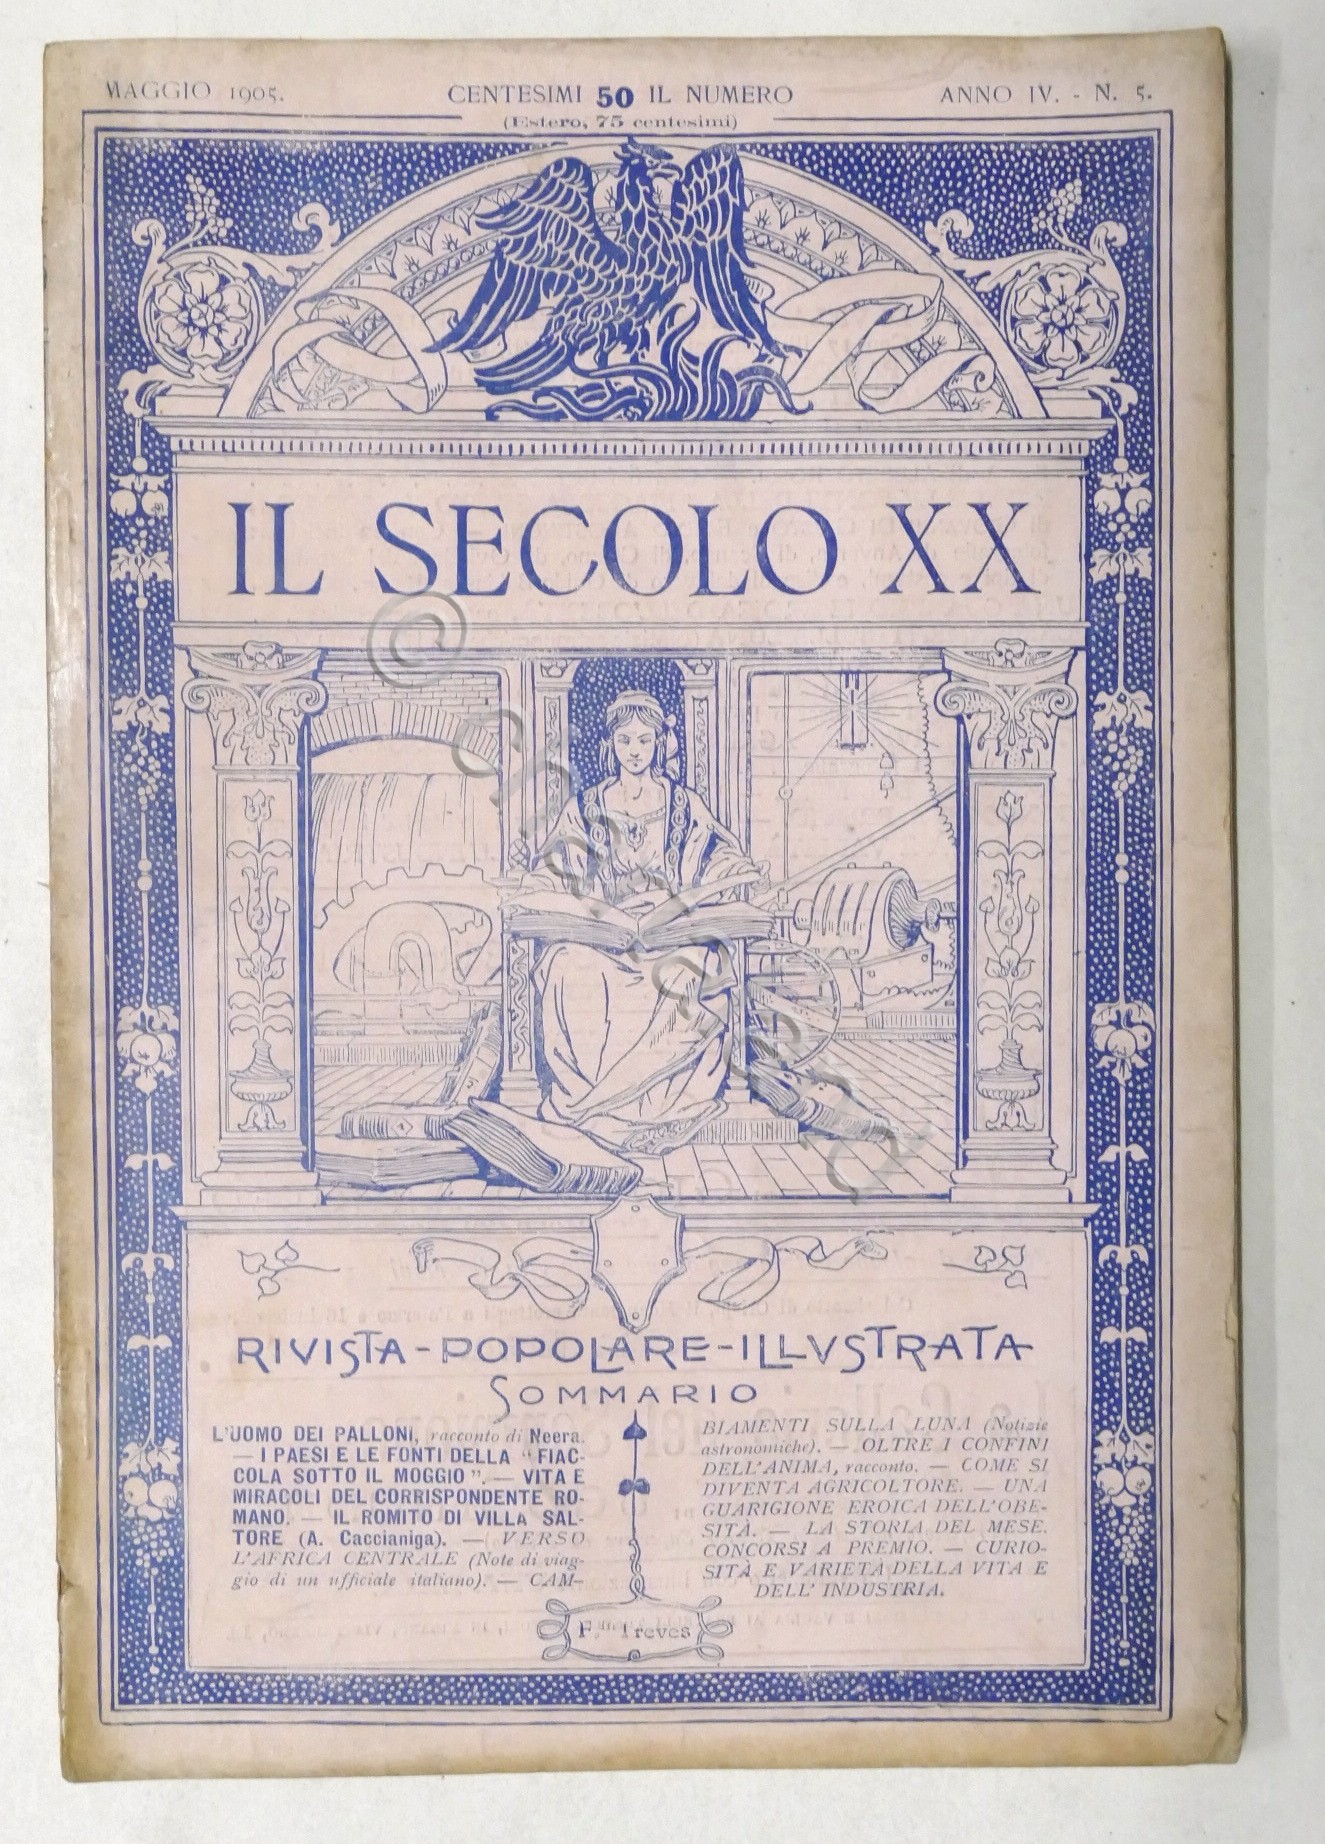 MAGGIO 1905. CENTESIMI 50 IL NUMERO ANNO IV. - N. 5.
(Estero, 75 centesimi)
IL SECOLO XX
RIVISTA-POPOLARE-ILLVSTRATA
SOMMARIO
L'UOMO DEI PALLONI, racconto di Neera.
— I PAESI E LE FONTI DELLA "FIAC-
COLA SOTTO IL MOGGIO". — VITA E
MIRACOLI DEL CORRISPONDENTE RO-
MANO. — IL ROMITO DI VILLA SAL-
TORE (A. Caccianiga). — VERSO
L'AFRICA CENTRALE (Note di viag-
gio di un ufficiale italiano). — CAM-
BIAMENTI SULLA LUNA (Notizie
astronomiche). — OLTRE I CONFINI
DELL'ANIMA, racconto. — COME SI
DIVENTA AGRICOLTORE. — UNA
GUARIGIONE EROICA DELL'OBE-
SITÀ. — LA STORIA DEL MESE.
CONCORSI A PREMIO. — CURIO-
SITÀ E VARIETÀ DELLA VITA E
DELL'INDUSTRIA.
F.lli Treves
© chartaland